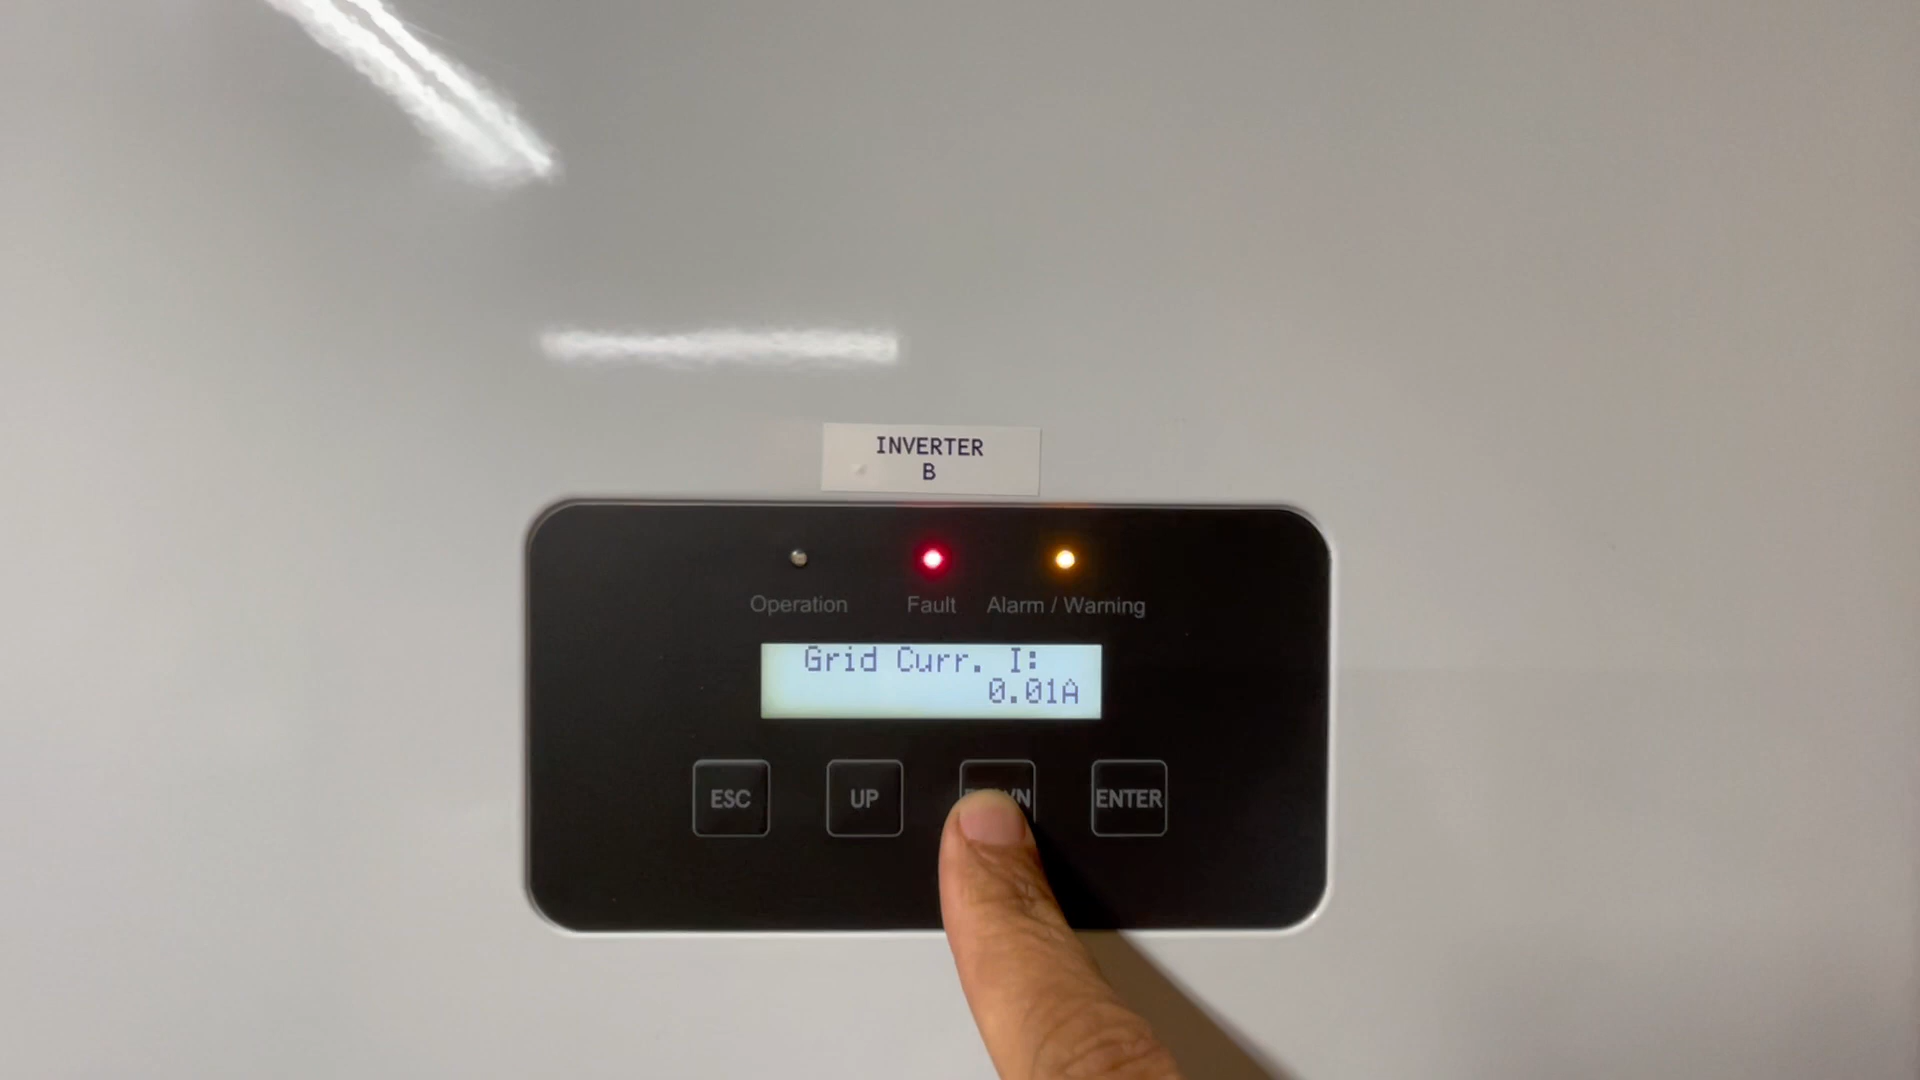 INVERTER
B
Operation Fault Alarm / Warning
Grid Curr. I:
0.01A
ESC UP ENTER